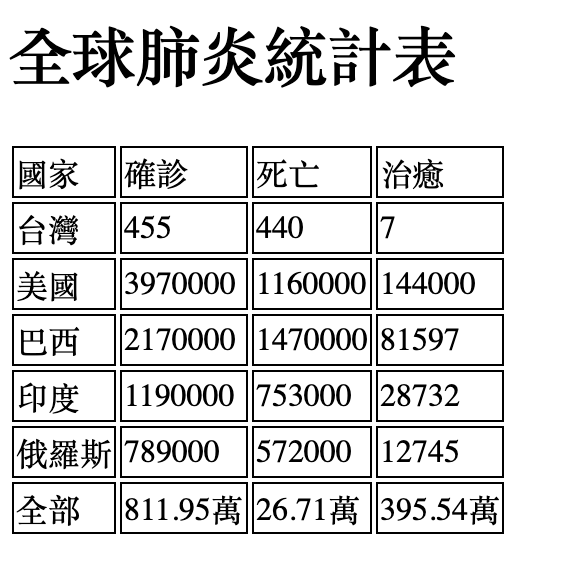 全球肺炎統計表
國家 確診 死亡 治癒
台灣 455 440 7
美國 3970000 1160000 144000
巴西 2170000 1470000 81597
印度 1190000 753000 28732
俄羅斯 789000 572000 12745
全部 811.95萬 26.71萬 395.54萬